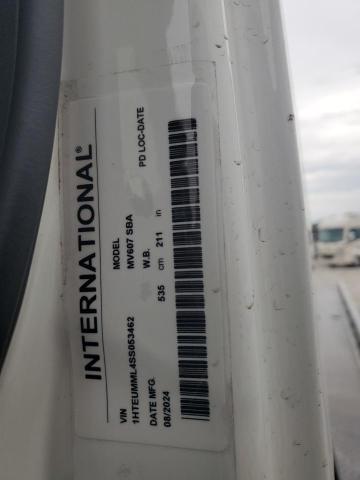 INTERNATIONAL®
VIN MODEL PD LOC-DATE
1HTEUMML4SS053462 MV607 SBA
DATE MFG. W.B.
08/2024 535 cm 211 in